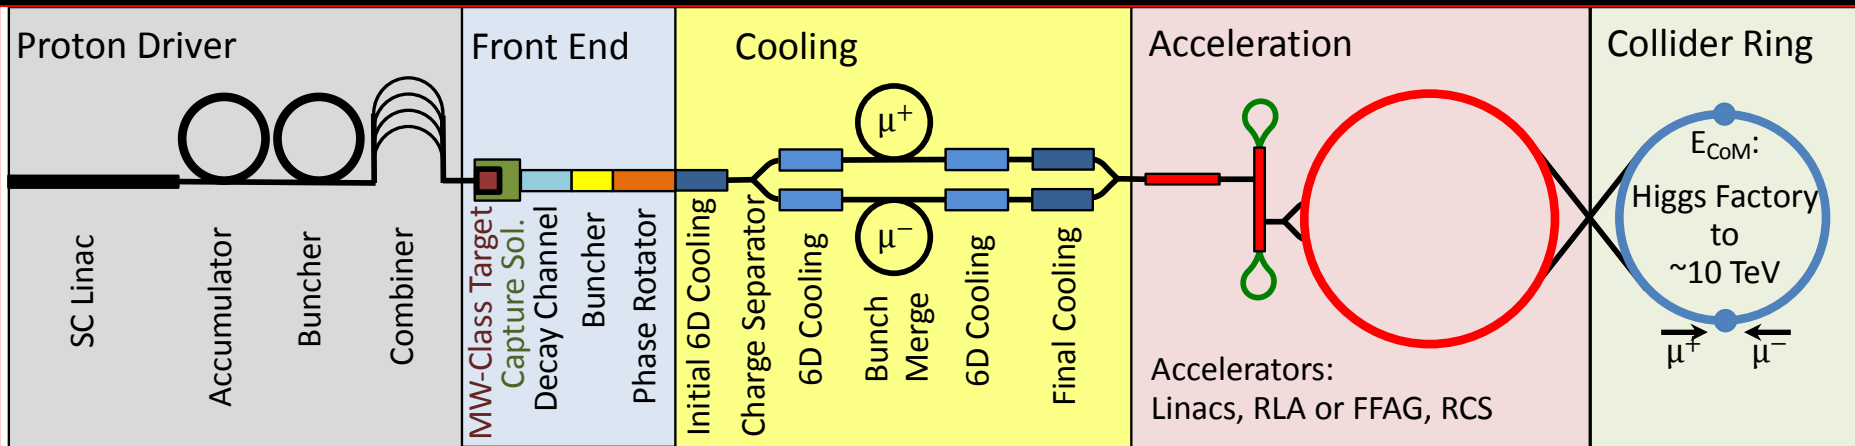 Proton Driver
SC Linac
Accumulator
Buncher
Combiner
Front End
MW-Class Target
Capture Sol.
Decay Channel
Buncher
Phase Rotator
Cooling
μ+
μ−
Initial 6D Cooling
Charge Separator
6D Cooling
Bunch
Merge
6D Cooling
Final Cooling
Acceleration
Accelerators:
Linacs, RLA or FFAG, RCS
Collider Ring
ECoM:
Higgs Factory
to
~10 TeV
μ+ μ−